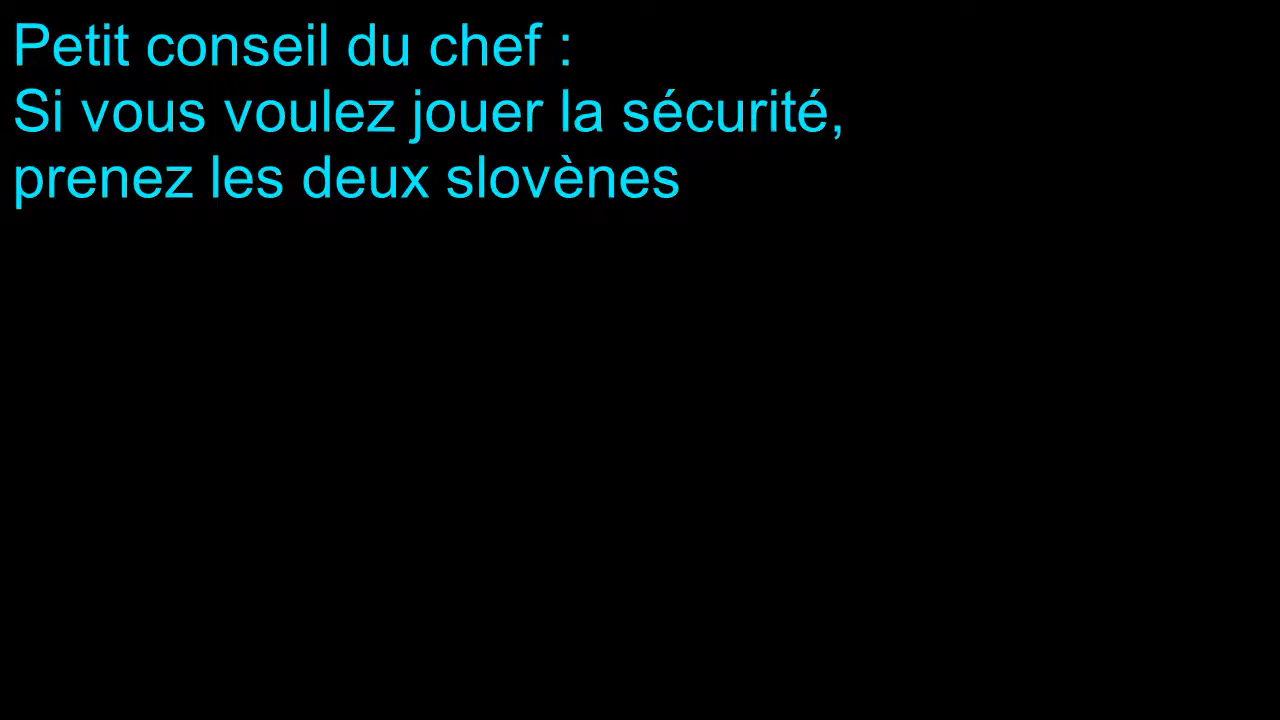 Petit conseil du chef :
Si vous voulez jouer la sécurité,
prenez les deux slovènes